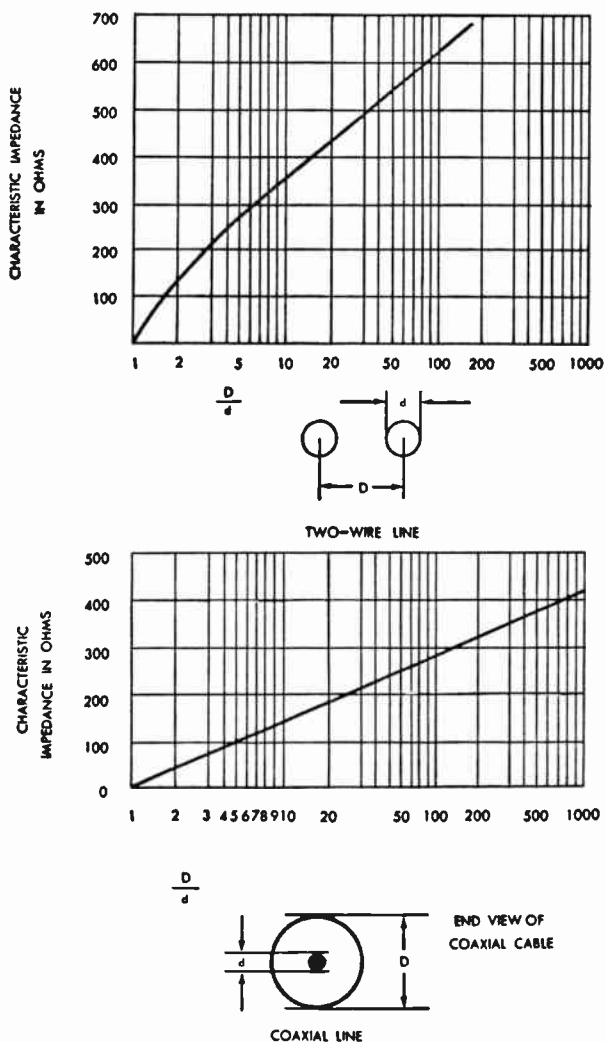 700
600
500
400
300
200
100
CHARACTERISTIC IMPEDANCE
IN OHMS
1 2 5 10 20 50 100 200 500 1000
D
d
d
D
TWO-WIRE LINE
500
400
300
200
100
0
CHARACTERISTIC
IMPEDANCE IN OHMS
1 2 3 4 5 6 7 8 9 10 20 50 100 200 500 1000
D
d
d
D
END VIEW OF
COAXIAL CABLE
COAXIAL LINE